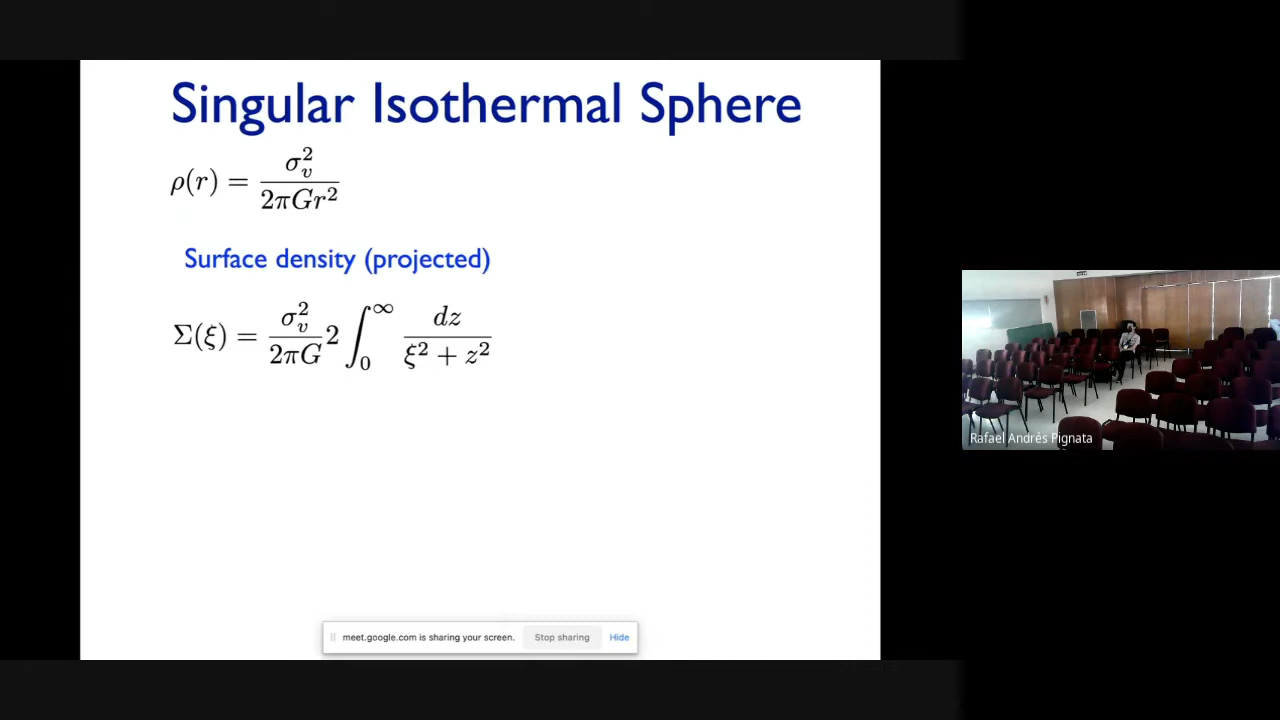 Singular Isothermal Sphere
ρ(r) = σ_v^2 / 2πGr^2
Surface density (projected)
Σ(ξ) = σ_v^2 / 2πG 2 ∫_0^∞ dz / ξ^2 + z^2
Rafael Andrés Pignata
meet.google.com is sharing your screen. Stop sharing Hide